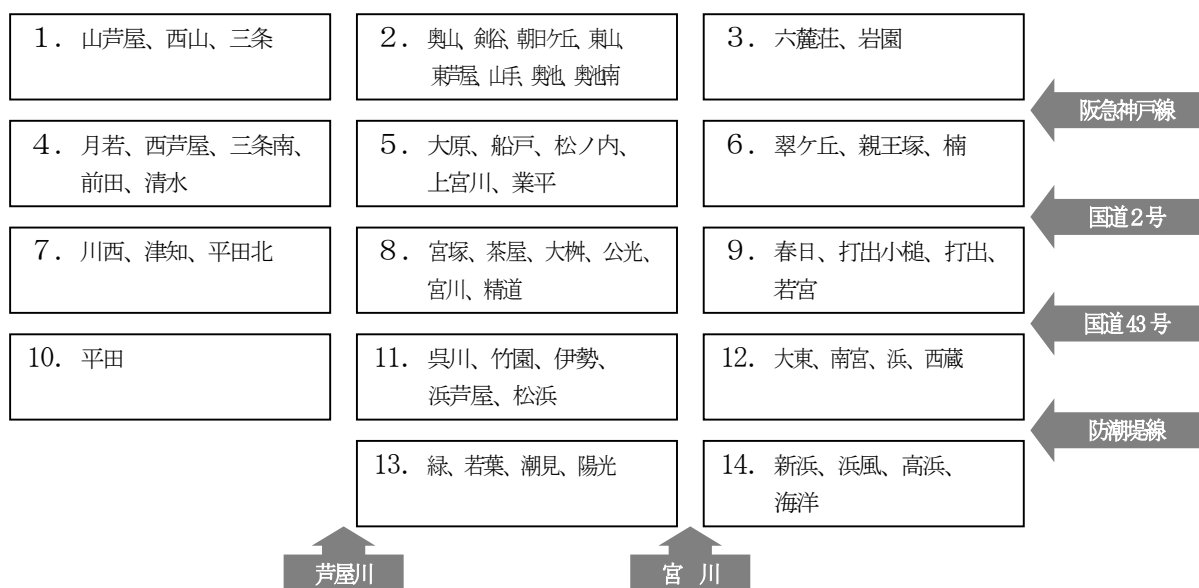 １．山芦屋、西山、三条
２．奥山、剣谷、朝日ケ丘、東山、
東芦屋、山手、奥池、奥池南
３．六麓荘、岩園
阪急神戸線
４．月若、西芦屋、三条南、
前田、清水
５．大原、船戸、松ノ内、
上宮川、業平
６．翠ケ丘、親王塚、楠
国道２号
７．川西、津知、平田北
８．宮塚、茶屋、大桝、公光、
宮川、精道
９．春日、打出小槌、打出、
若宮
国道43号
10．平田
11．呉川、竹園、伊勢、
浜芦屋、松浜
12．大東、南宮、浜、西蔵
防潮堤線
13．緑、若葉、潮見、陽光
14．新浜、浜風、高浜、
海洋
芦屋川
宮　川